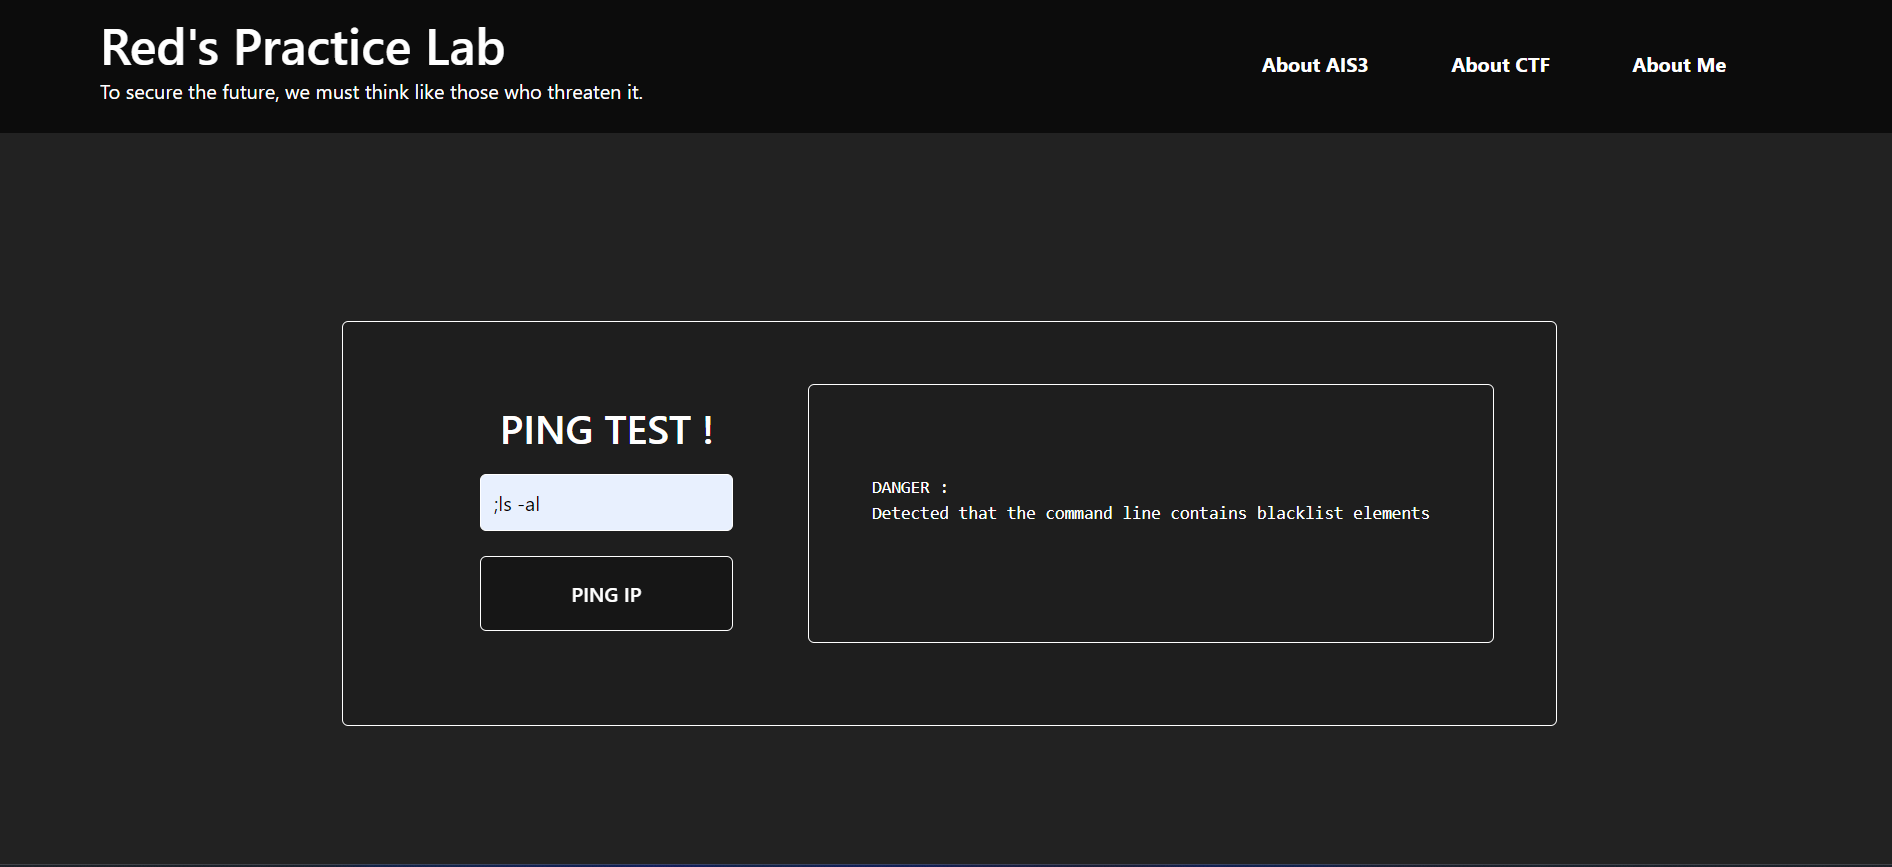 Red's Practice Lab
To secure the future, we must think like those who threaten it.
About AIS3
About CTF
About Me
PING TEST !
;ls -al
PING IP
DANGER :
Detected that the command line contains blacklist elements